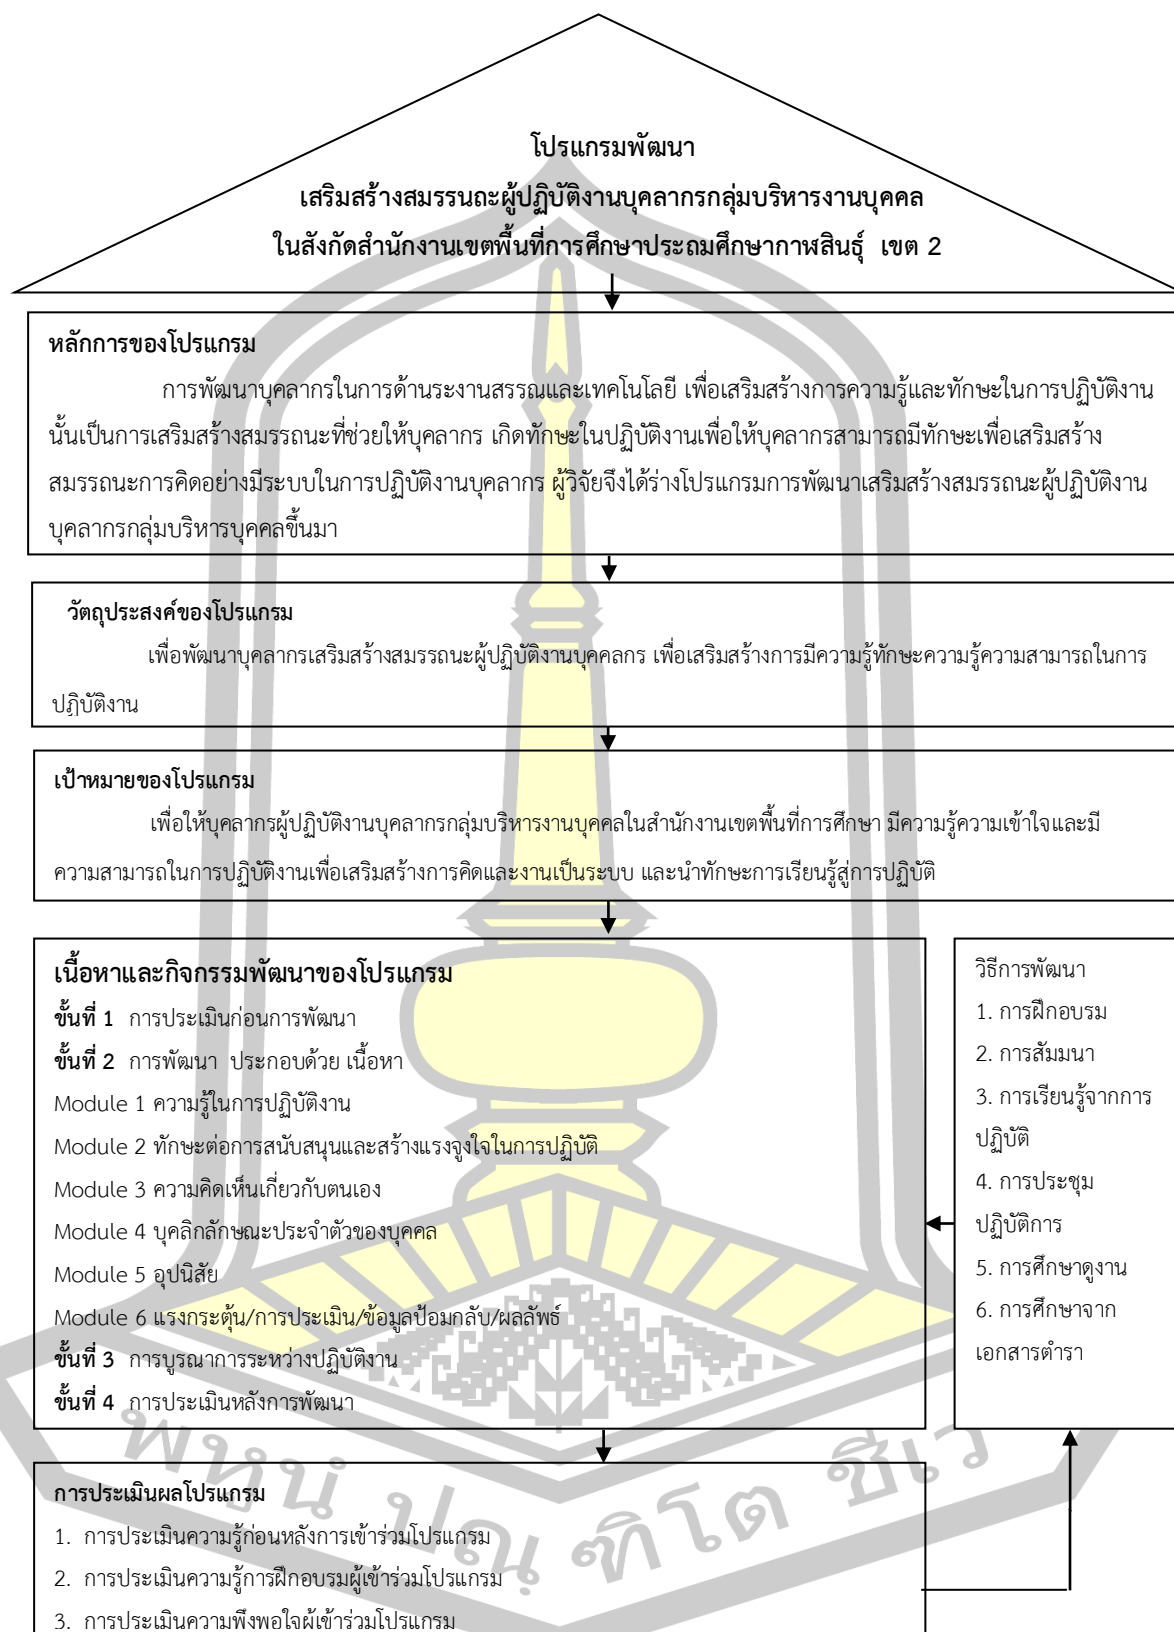 โปรแกรมพัฒนา
เสริมสร้างสมรรนถะผู้ปฏิบัติงานบุคลากรกลุ่มบริหารงานบุคคล
ในสังกัดสำนักงานเขตพื้นที่การศึกษาประถมศึกษากาฬสินธุ์ เขต 2
หลักการของโปรแกรม
การพัฒนาบุคลากรในการด้านระงานสรรณและเทคโนโลยี เพื่อเสริมสร้างการความรู้และทักษะในการปฏิบัติงาน
นั้นเป็นการเสริมสร้างสมรรถนะที่ช่วยให้บุคลากร เกิดทักษะในปฏิบัติงานเพื่อให้บุคลากรสามารถมีทักษะเพื่อเสริมสร้าง
สมรรถนะการคิดอย่างมีระบบในการปฏิบัติงานบุคลากร ผู้วิจัยจึงได้ร่างโปรแกรมการพัฒนาเสริมสร้างสมรรถนะผู้ปฏิบัติงาน
บุคลากรกลุ่มบริหารบุคคลขึ้นมา
วัตถุประสงค์ของโปรแกรม
เพื่อพัฒนาบุคลากรเสริมสร้างสมรรถนะผู้ปฏิบัติงานบุคคลกร เพื่อเสริมสร้างการมีความรู้ทักษะความรู้ความสามารถในการ
ปฏิบัติงาน
เป้าหมายของโปรแกรม
เพื่อให้บุคลากรผู้ปฏิบัติงานบุคลากรกลุ่มบริหารงานบุคคลในสำนักงานเขตพื้นที่การศึกษา มีความรู้ความเข้าใจและมี
ความสามารถในการปฏิบัติงานเพื่อเสริมสร้างการคิดและงานเป็นระบบ และนำทักษะการเรียนรู้สู่การปฏิบัติ
เนื้อหาและกิจกรรมพัฒนาของโปรแกรม
ขั้นที่ 1 การประเมินก่อนการพัฒนา
ขั้นที่ 2 การพัฒนา ประกอบด้วย เนื้อหา
Module 1 ความรู้ในการปฏิบัติงาน
Module 2 ทักษะต่อการสนับสนุนและสร้างแรงจูงใจในการปฏิบัติ
Module 3 ความคิดเห็นเกี่ยวกับตนเอง
Module 4 บุคลิกลักษณะประจำตัวของบุคคล
Module 5 อุปนิสัย
Module 6 แรงกระตุ้น/การประเมิน/ข้อมูลป้อมกลับ/ผลลัพธ์
ขั้นที่ 3 การบูรณาการระหว่างปฏิบัติงาน
ขั้นที่ 4 การประเมินหลังการพัฒนา
วิธีการพัฒนา
1. การฝึกอบรม
2. การสัมมนา
3. การเรียนรู้จากการ
ปฏิบัติ
4. การประชุม
ปฏิบัติการ
5. การศึกษาดูงาน
6. การศึกษาจาก
เอกสารตำรา
การประเมินผลโปรแกรม
1. การประเมินความรู้ก่อนหลังการเข้าร่วมโปรแกรม
2. การประเมินความรู้การฝึกอบรมผู้เข้าร่วมโปรแกรม
3. การประเมินความพึงพอใจผู้เข้าร่วมโปรแกรม
พหูนํ ปณฺฑิโต ชีเว